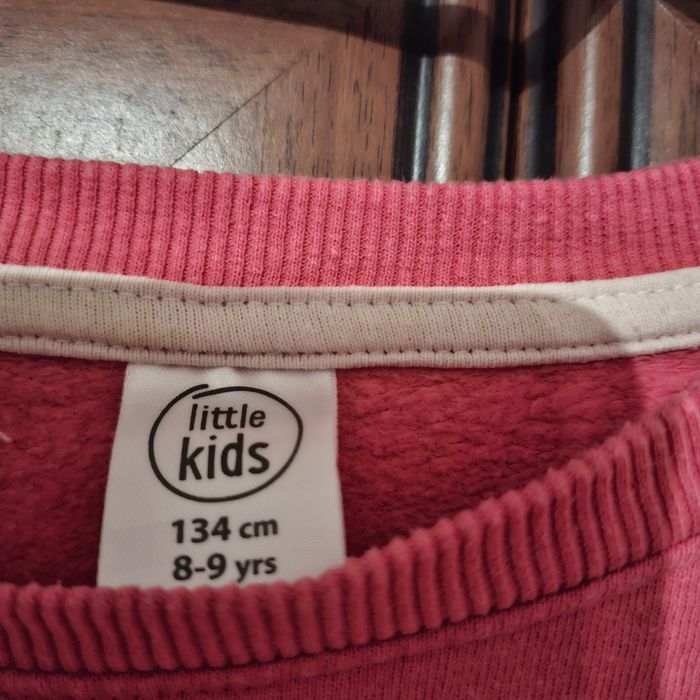 little
kids
134 cm
8-9 yrs